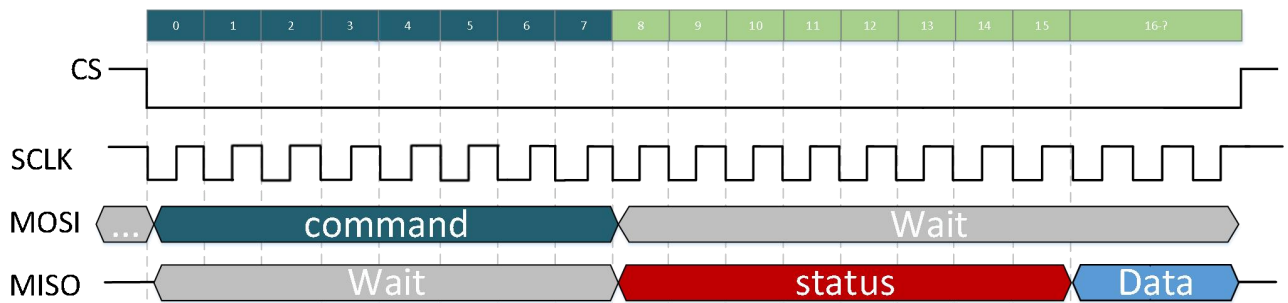 0 1 2 3 4 5 6 7 8 9 10 11 12 13 14 15 16-?
CS
SCLK
MOSI ... command Wait
MISO Wait status Data